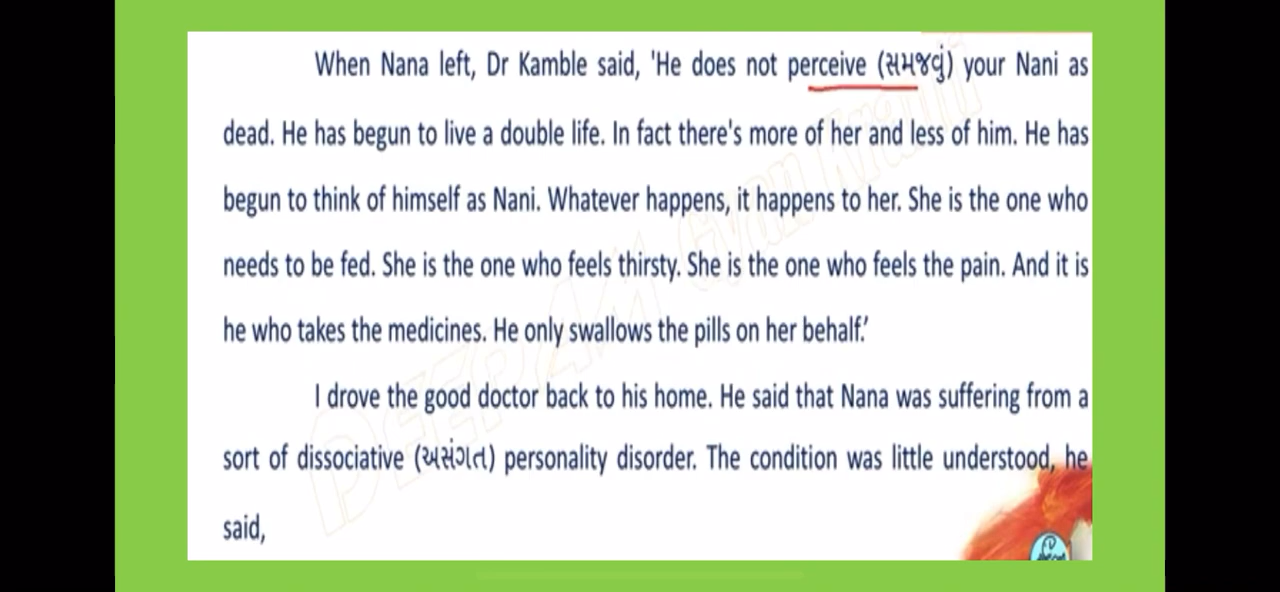 When Nana left, Dr Kamble said, 'He does not perceive (સમજવું) your Nani as
dead. He has begun to live a double life. In fact there's more of her and less of him. He has
begun to think of himself as Nani. Whatever happens, it happens to her. She is the one who
needs to be fed. She is the one who feels thirsty. She is the one who feels the pain. And it is
he who takes the medicines. He only swallows the pills on her behalf.’
I drove the good doctor back to his home. He said that Nana was suffering from a
sort of dissociative (અસંગત) personality disorder. The condition was little understood, he
said,
DEEPAM Gyan Kranti